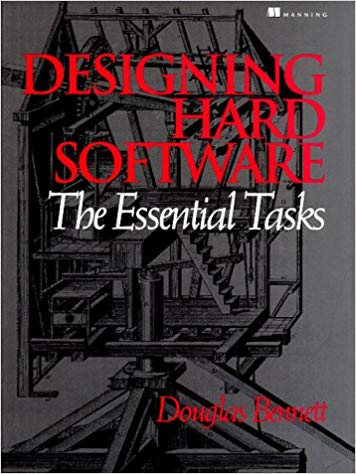 MANNING
DESIGNING
HARD
SOFTWARE
The Essential Tasks
Douglas Bennett